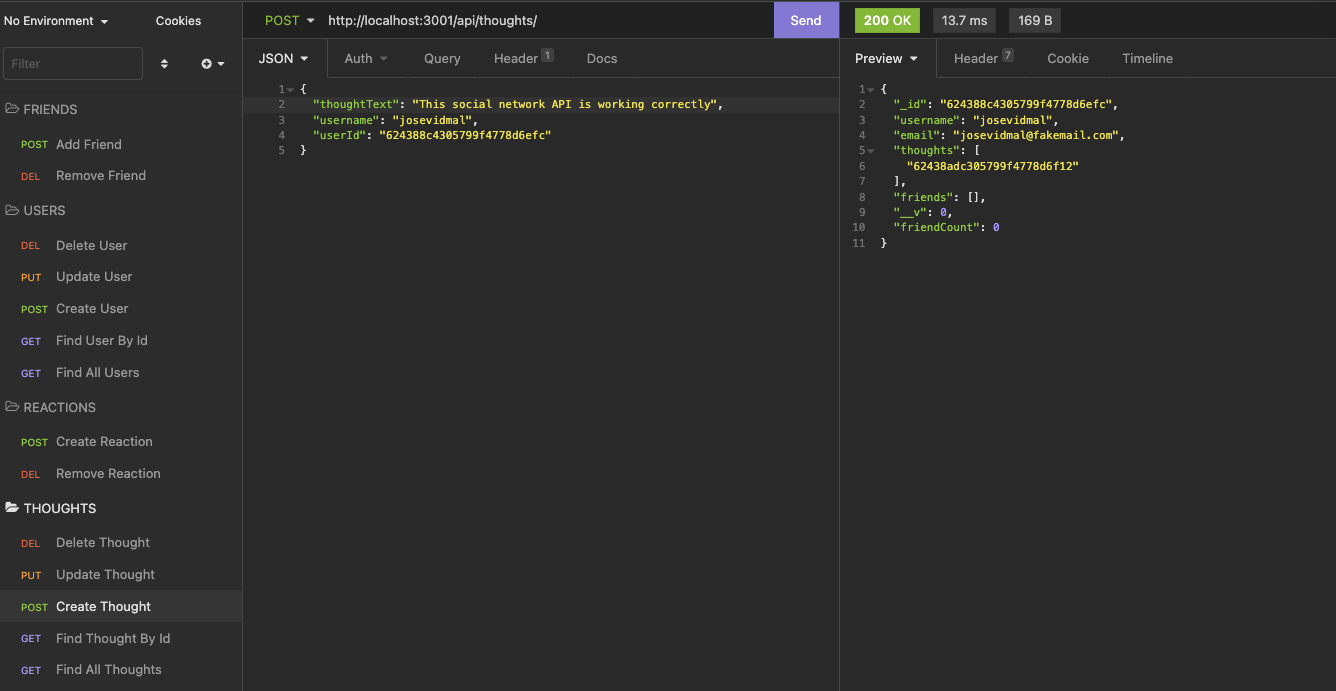 No Environment
Cookies
Filter
FRIENDS
POST Add Friend
DEL Remove Friend
USERS
DEL Delete User
PUT Update User
POST Create User
GET Find User By Id
GET Find All Users
REACTIONS
POST Create Reaction
DEL Remove Reaction
THOUGHTS
DEL Delete Thought
PUT Update Thought
POST Create Thought
GET Find Thought By Id
GET Find All Thoughts
POST http://localhost:3001/api/thoughts/ Send
JSON Auth Query Header 1 Docs
1 {
2 "thoughtText": "This social network API is working correctly",
3 "username": "josevidmal",
4 "userId": "624388c4305799f4778d6efc"
5 }
200 OK 13.7 ms 169 B
Preview Header 7 Cookie Timeline
1 {
2 "_id": "624388c4305799f4778d6efc",
3 "username": "josevidmal",
4 "email": "josevidmal@fakemail.com",
5 "thoughts": [
6 "62438adc305799f4778d6f12"
7 ],
8 "friends": [],
9 "__v": 0,
10 "friendCount": 0
11 }